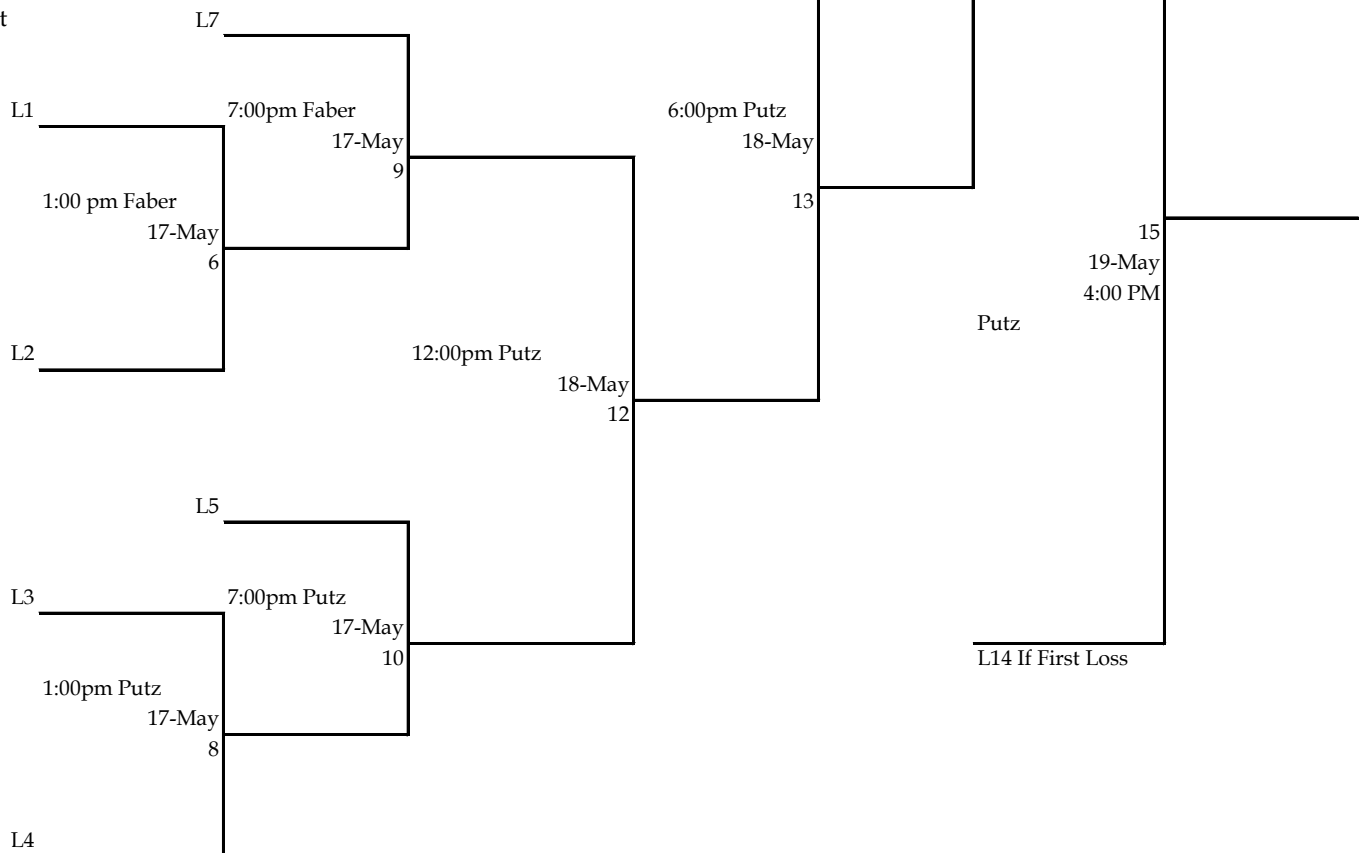 t
L7
L1
7:00pm Faber
6:00pm Putz
17-May
18-May
9
1:00 pm Faber
13
17-May
15
6
19-May
4:00 PM
Putz
L2
12:00pm Putz
18-May
12
L5
L3
7:00pm Putz
17-May
10
L14 If First Loss
1:00pm Putz
17-May
8
L4